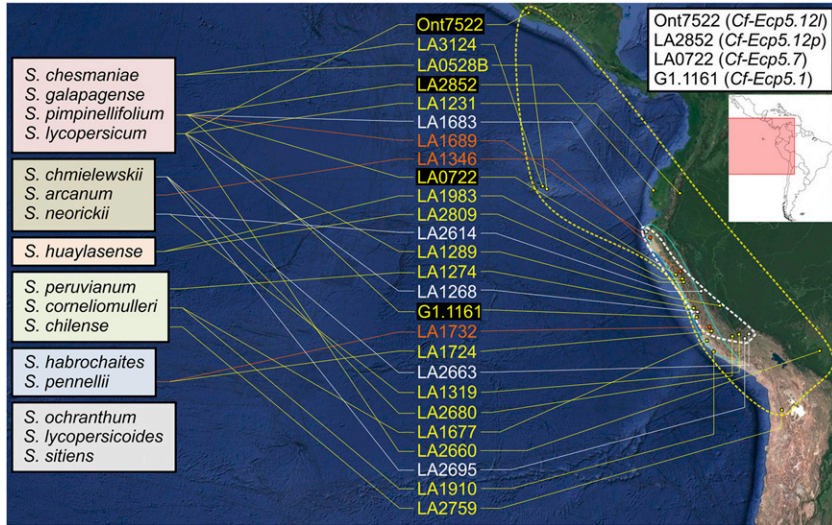 S. chesmaniae
S. galapagense
S. pimpinellifolium
S. lycopersicum
S. chmielewskii
S. arcanum
S. neorickii
S. huaylasense
S. peruvianum
S. corneliomulleri
S. chilense
S. habrochaites
S. pennellii
S. ochranthum
S. lycopersicoides
S. sitiens
Ont7522
LA3124
LA0528B
LA2852
LA1231
LA1683
LA1689
LA1346
LA0722
LA1983
LA2809
LA2614
LA1289
LA1274
LA1268
G1.1161
LA1732
LA1724
LA2663
LA1319
LA2680
LA1677
LA2660
LA2695
LA1910
LA2759
Ont7522 (Cf-Ecp5.12l)
LA2852 (Cf-Ecp5.12p)
LA0722 (Cf-Ecp5.7)
G1.1161 (Cf-Ecp5.1)